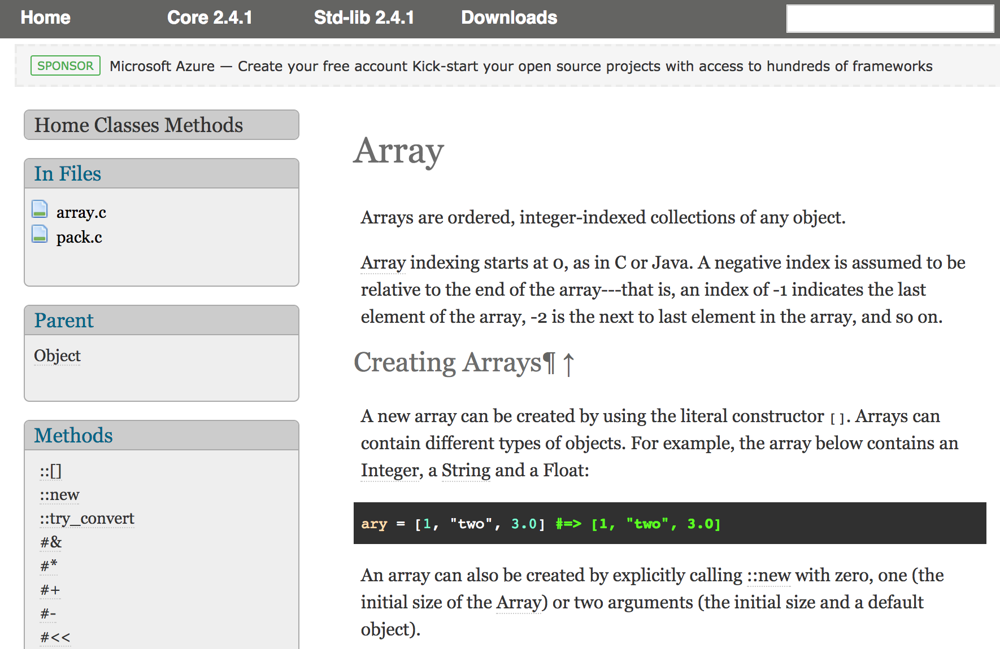 Home Core 2.4.1 Std-lib 2.4.1 Downloads
SPONSOR Microsoft Azure — Create your free account Kick-start your open source projects with access to hundreds of frameworks
Home Classes Methods
In Files
array.c
pack.c
Parent
Object
Methods
::[]
::new
::try_convert
#&
#*
#+
#-
#<<
Array
Arrays are ordered, integer-indexed collections of any object.
Array indexing starts at 0, as in C or Java. A negative index is assumed to be
relative to the end of the array---that is, an index of -1 indicates the last
element of the array, -2 is the next to last element in the array, and so on.
Creating Arrays¶ ↑
A new array can be created by using the literal constructor []. Arrays can
contain different types of objects. For example, the array below contains an
Integer, a String and a Float:
ary = [1, "two", 3.0] #=> [1, "two", 3.0]
An array can also be created by explicitly calling ::new with zero, one (the
initial size of the Array) or two arguments (the initial size and a default
object).